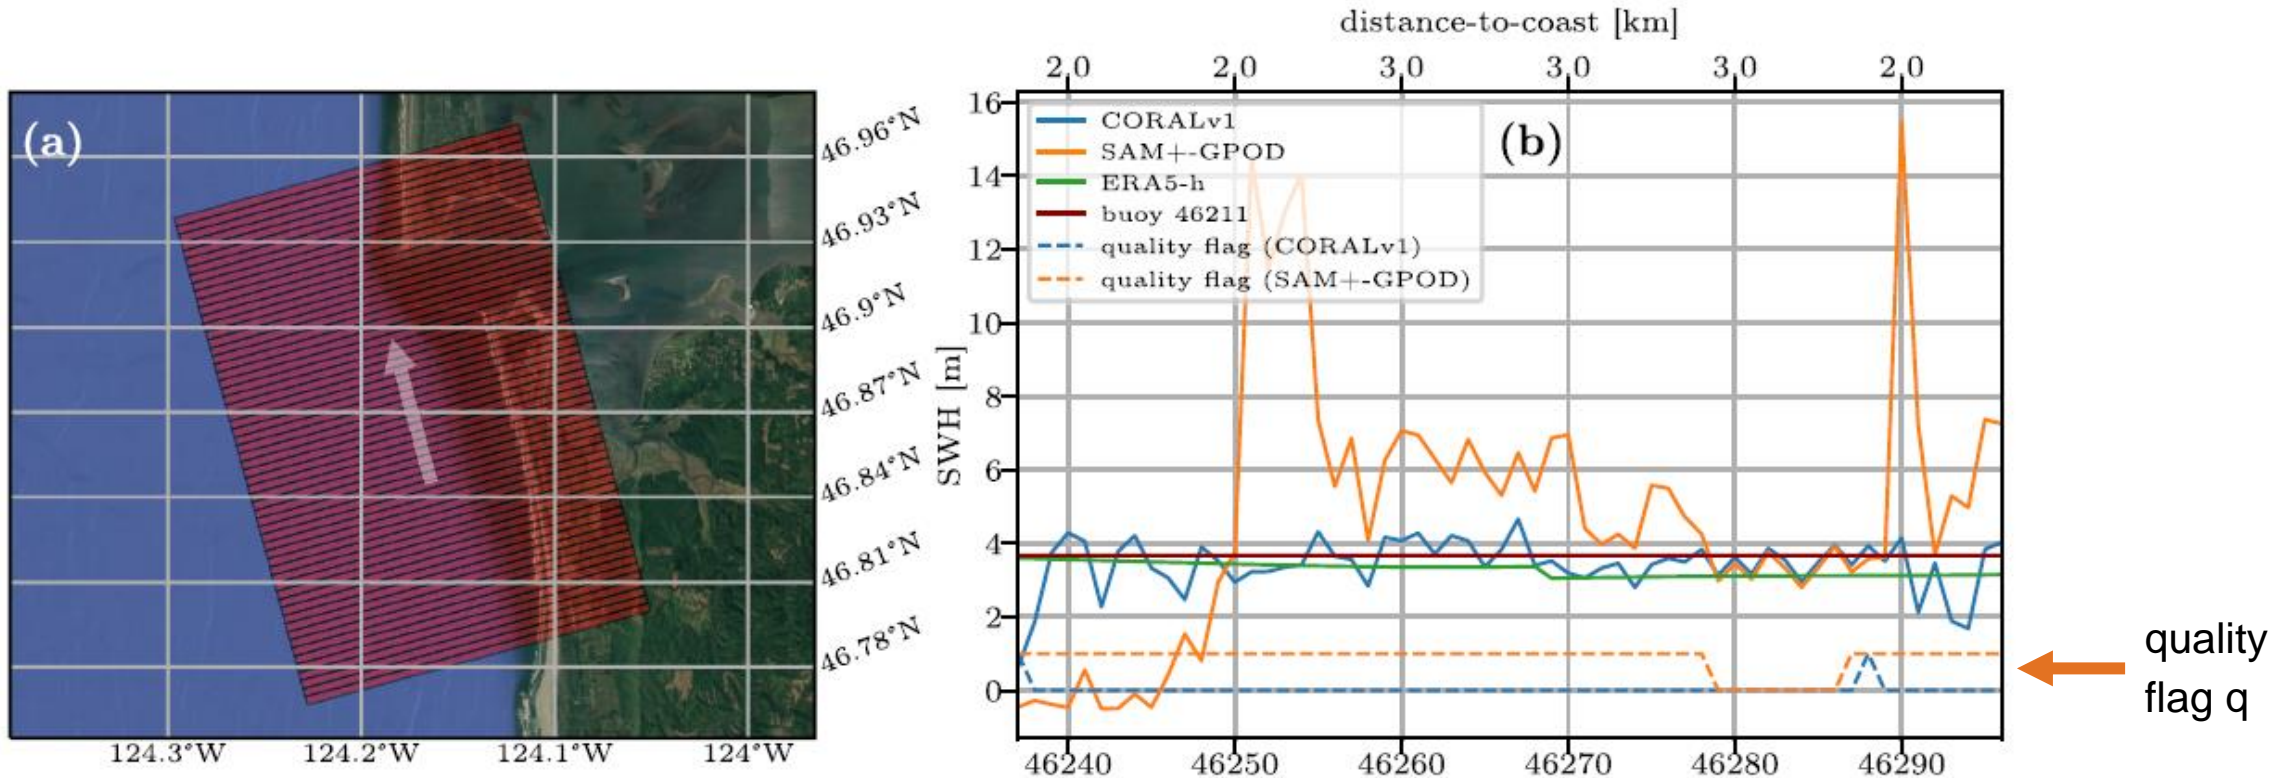 (a)
46.96°N
46.93°N
46.9°N
46.87°N
46.84°N
46.81°N
46.78°N
124.3°W 124.2°W 124.1°W 124°W
distance-to-coast [km]
2.0 2.0 3.0 3.0 3.0 2.0
(b)
CORALv1
SAM+-GPOD
ERA5-h
buoy 46211
quality flag (CORALv1)
quality flag (SAM+-GPOD)
SWH [m]
16
14
12
10
8
6
4
2
0
46240 46250 46260 46270 46280 46290
quality
flag q